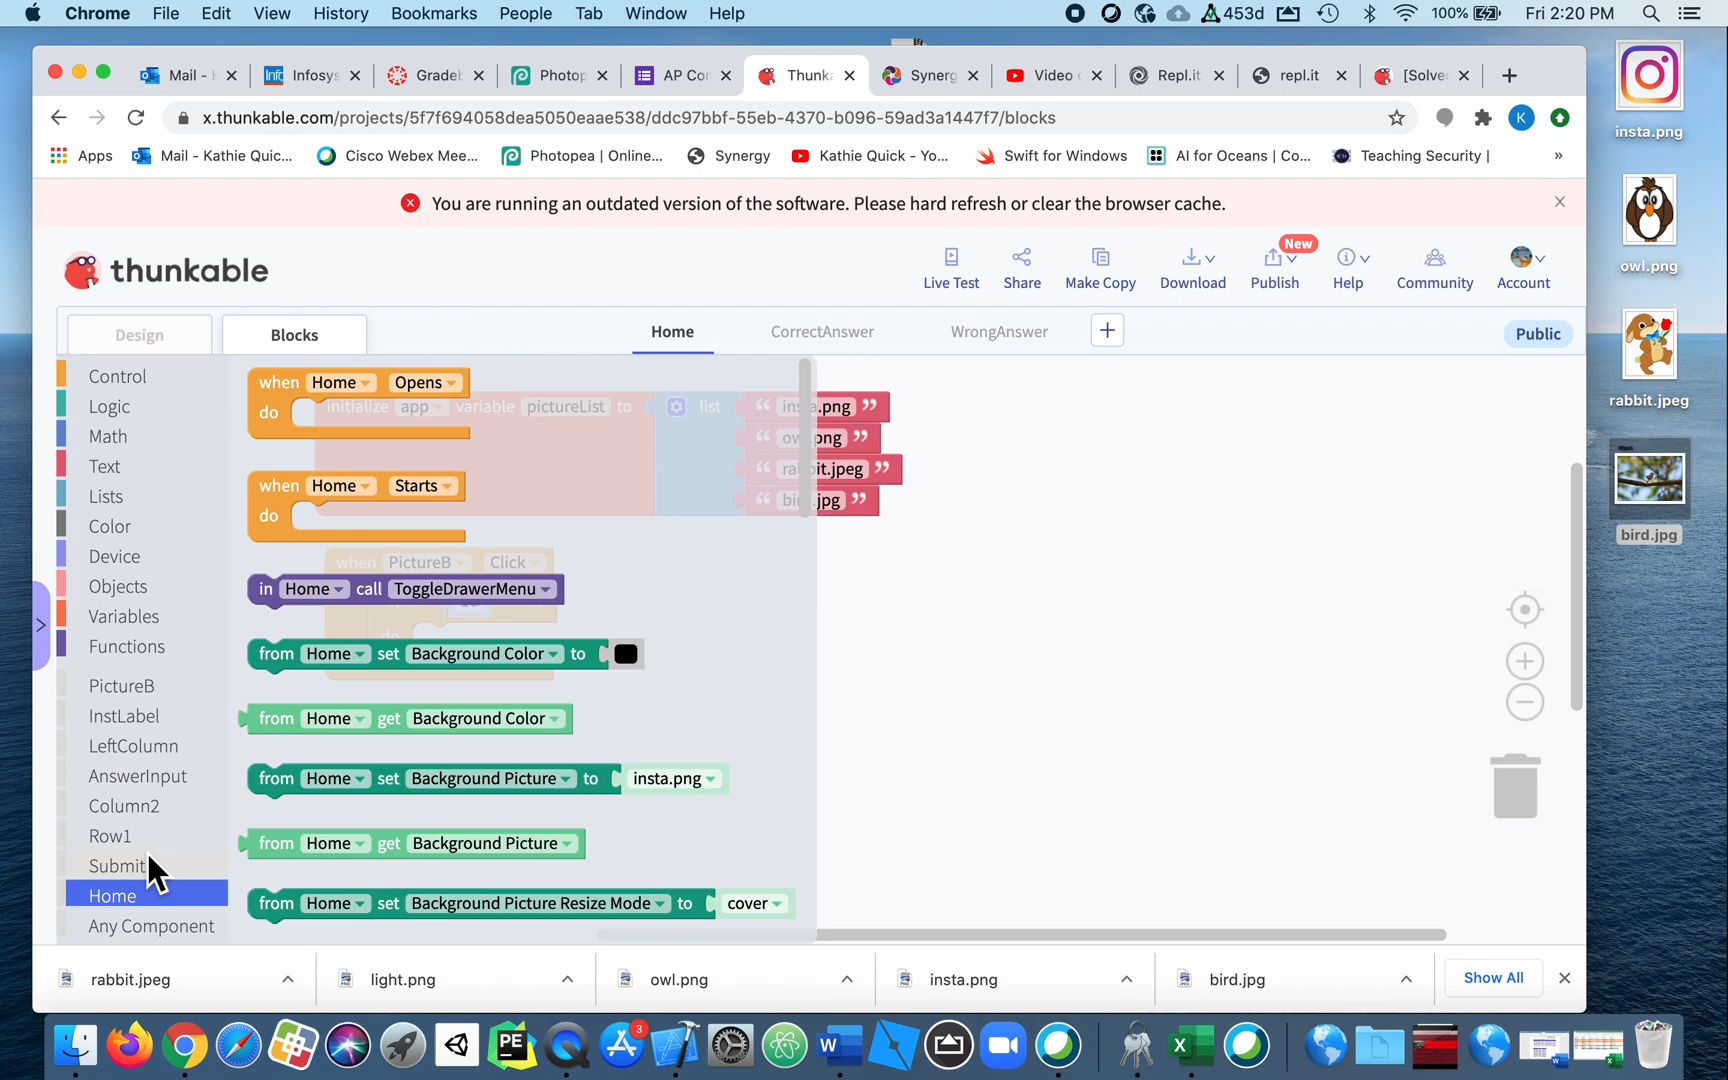 Chrome File Edit View History Bookmarks People Tab Window Help 453d 100% Fri 2:20 PM
Mail - Infosys Grade Photop AP Cor Thunka Synerg Video Repl.it repl.it [Solve
x.thunkable.com/projects/5f7f694058dea5050eaae538/ddc97bbf-55eb-4370-b096-59ad3a1447f7/blocks K
Apps Mail - Kathie Quic... Cisco Webex Mee... Photopea | Online... Synergy Kathie Quick - Yo... Swift for Windows AI for Oceans | Co... Teaching Security | »
You are running an outdated version of the software. Please hard refresh or clear the browser cache.
thunkable
New
Live Test Share Make Copy Download Publish Help Community Account
Design Blocks Home CorrectAnswer WrongAnswer + Public
Control
Logic
Math
Text
Lists
Color
Device
Objects
Variables
Functions
PictureB
InstLabel
LeftColumn
AnswerInput
Column2
Row1
Submit
Home
Any Component
when Home Opens
do
when Home Starts
do
in Home call ToggleDrawerMenu
from Home set Background Color to
from Home get Background Color
from Home set Background Picture to insta.png
from Home get Background Picture
from Home set Background Picture Resize Mode to cover
initialize app variable pictureList to list “ insta.png ”
“ owl.png ”
“ rabbit.jpeg ”
“ bird.jpg ”
when PictureB Click
do
rabbit.jpeg light.png owl.png insta.png bird.jpg Show All
insta.png
owl.png
rabbit.jpeg
bird.jpg
PE 3 W X